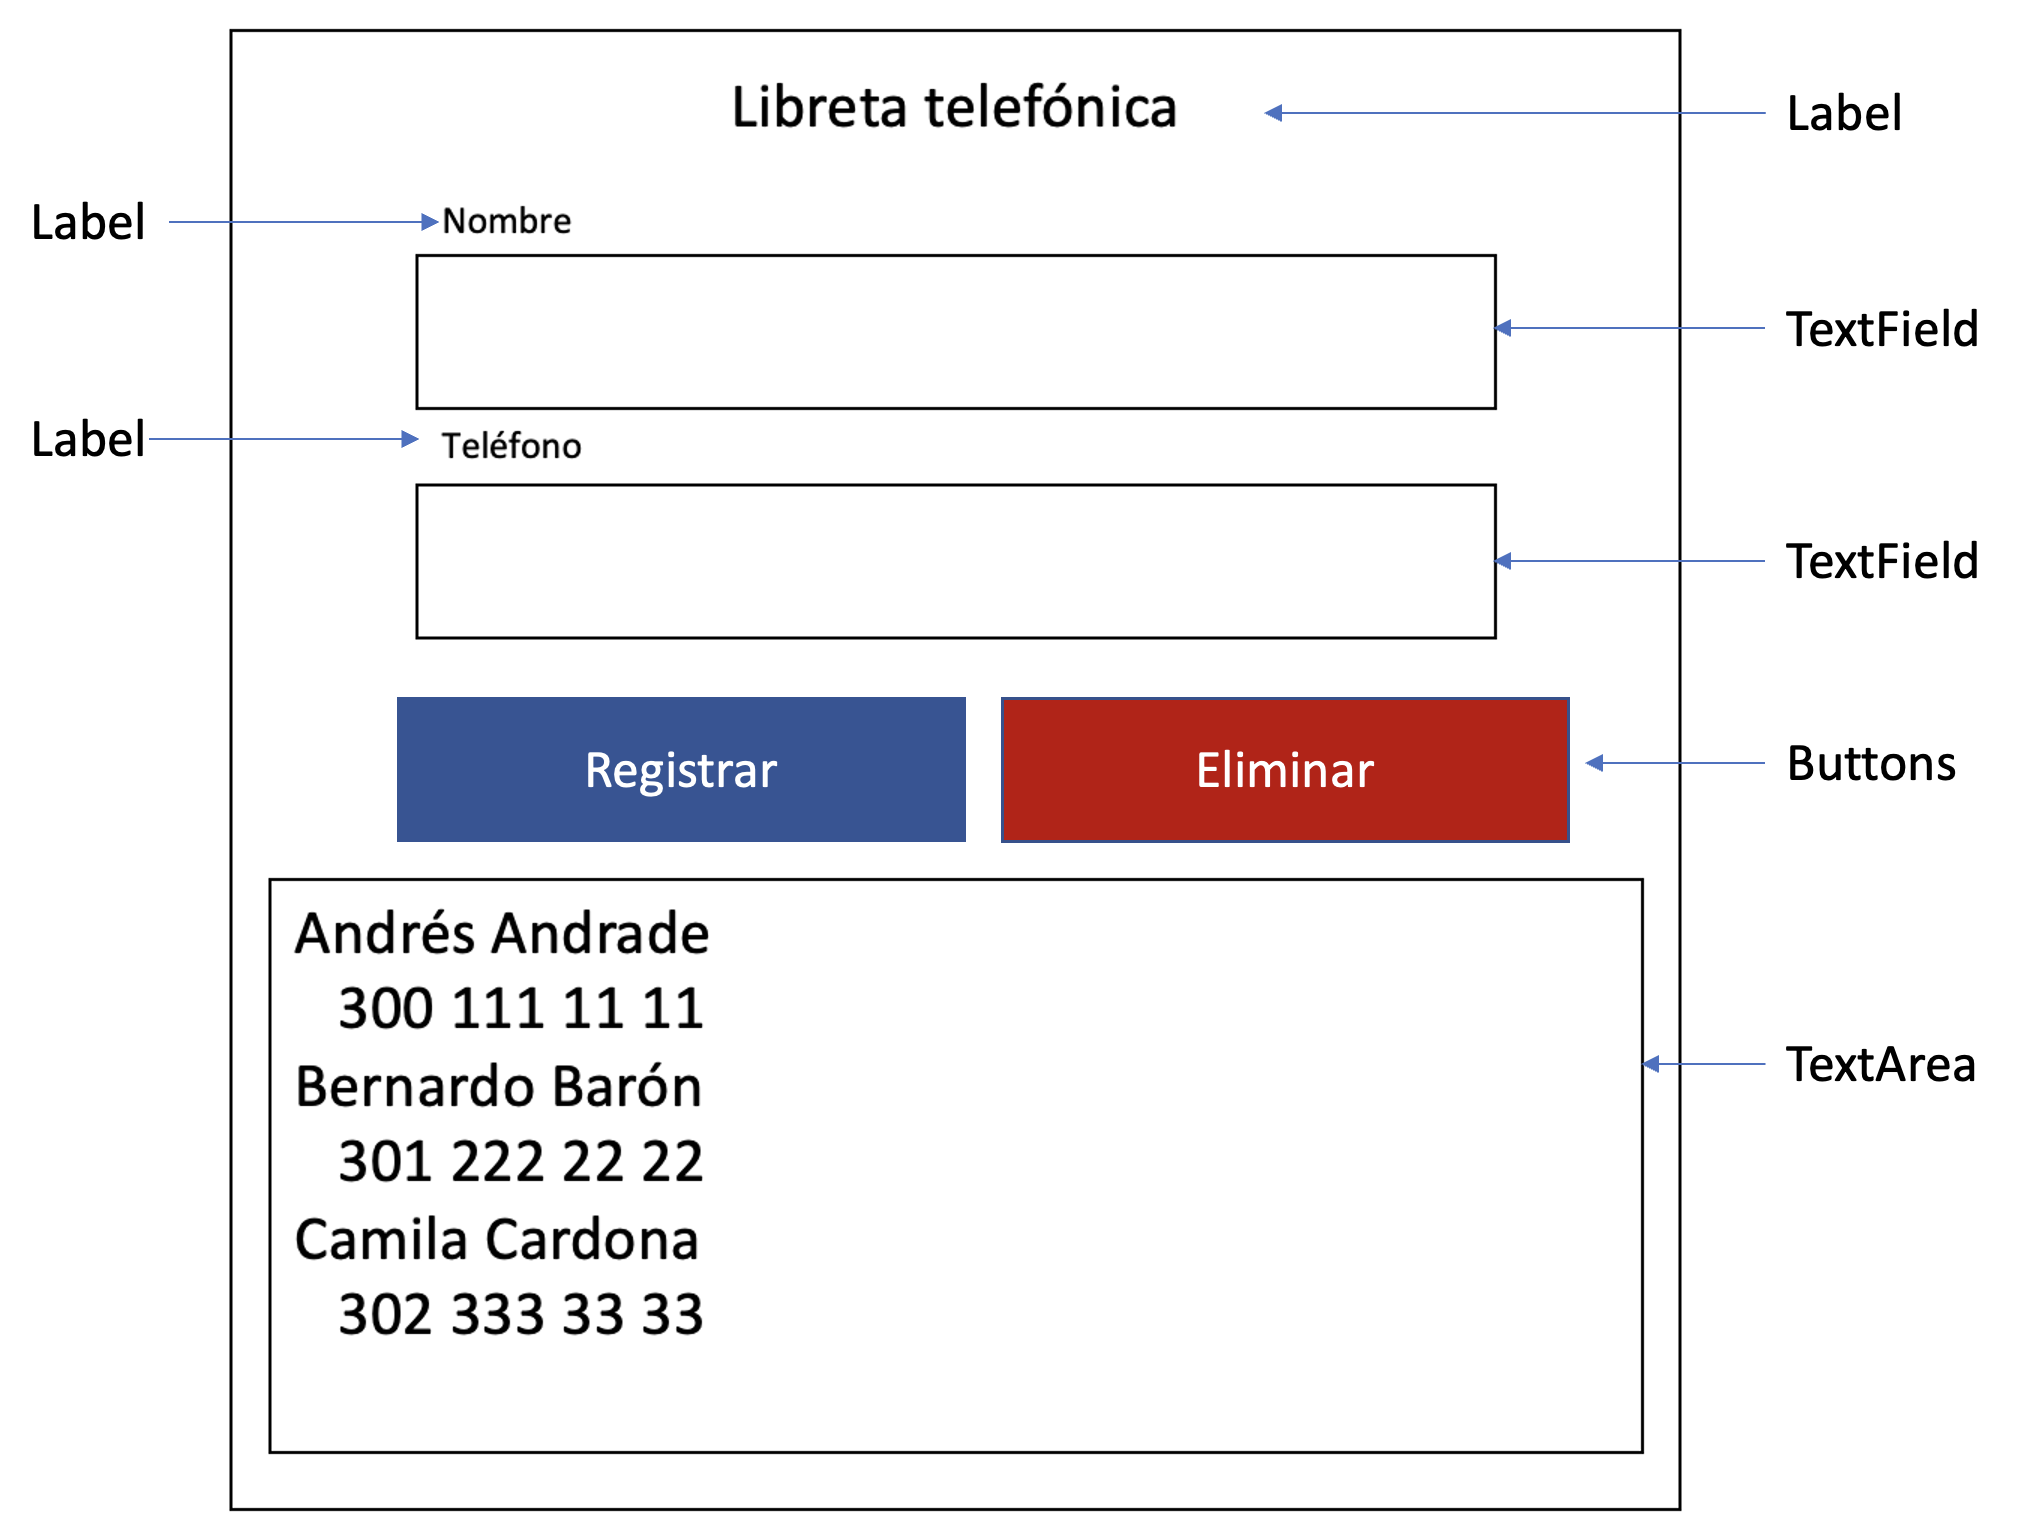 Libreta telefónica
Label
Label
Nombre
TextField
Label
Teléfono
TextField
Registrar
Eliminar
Buttons
Andrés Andrade
300 111 11 11
Bernardo Barón
301 222 22 22
Camila Cardona
302 333 33 33
TextArea